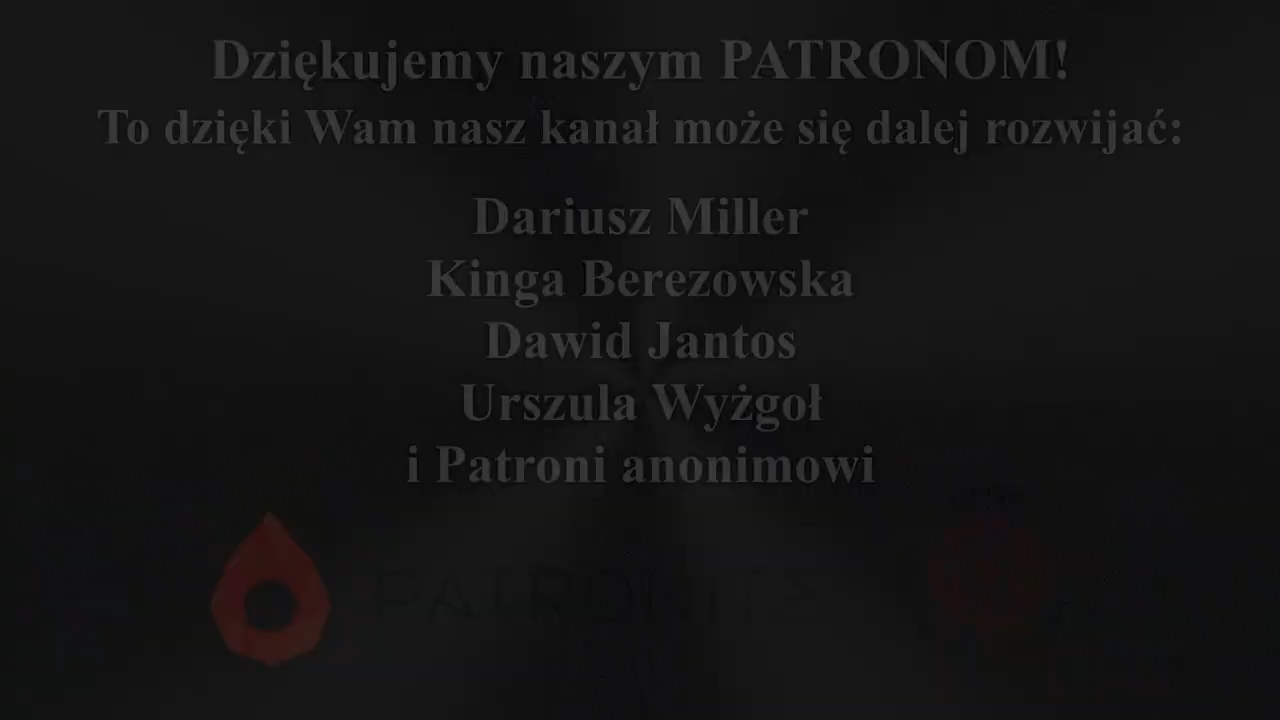 Dziękujemy naszym PATRONOM!
To dzięki Wam nasz kanał może się dalej rozwijać:
Dariusz Miller
Kinga Berezowska
Dawid Jantos
Urszula Wyżgoł
i Patroni anonimowi
PATRONITE